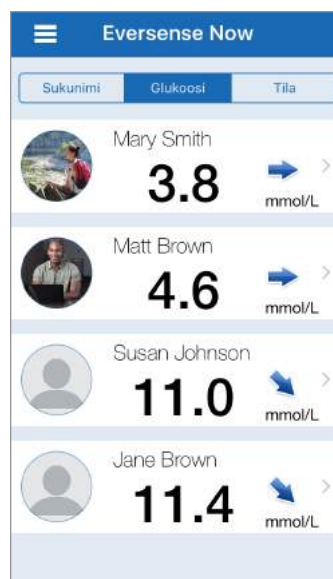 Eversense Now
Sukunimi Glukoosi Tila
Mary Smith
3.8
mmol/L
Matt Brown
4.6
mmol/L
Susan Johnson
11.0
mmol/L
Jane Brown
11.4
mmol/L